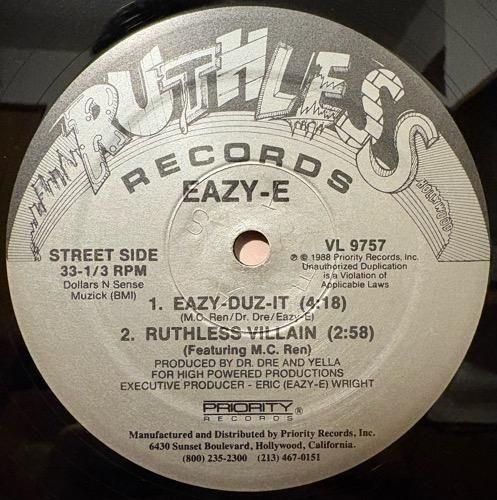 RUTHLESS
RECORDS
HOLLYWOOD
EAZY-E
STREET SIDE
33-1/3 RPM
Dollars N Sense
Muzick (BMI)
VL 9757
℗ © 1988 Priority Records, Inc.
Unauthorized Duplication
is a Violation of
Applicable Laws
1. EAZY-DUZ-IT (4:18)
(M.C. Ren/Dr. Dre/Eazy-E)
2. RUTHLESS VILLAIN (2:58)
(Featuring M.C. Ren)
PRODUCED BY DR. DRE AND YELLA
FOR HIGH POWERED PRODUCTIONS
EXECUTIVE PRODUCER - ERIC (EAZY-E) WRIGHT
PRIORITY ®
RECORDS
Manufactured and Distributed by Priority Records, Inc.
6430 Sunset Boulevard, Hollywood, California.
(800) 235-2300 (213) 467-0151